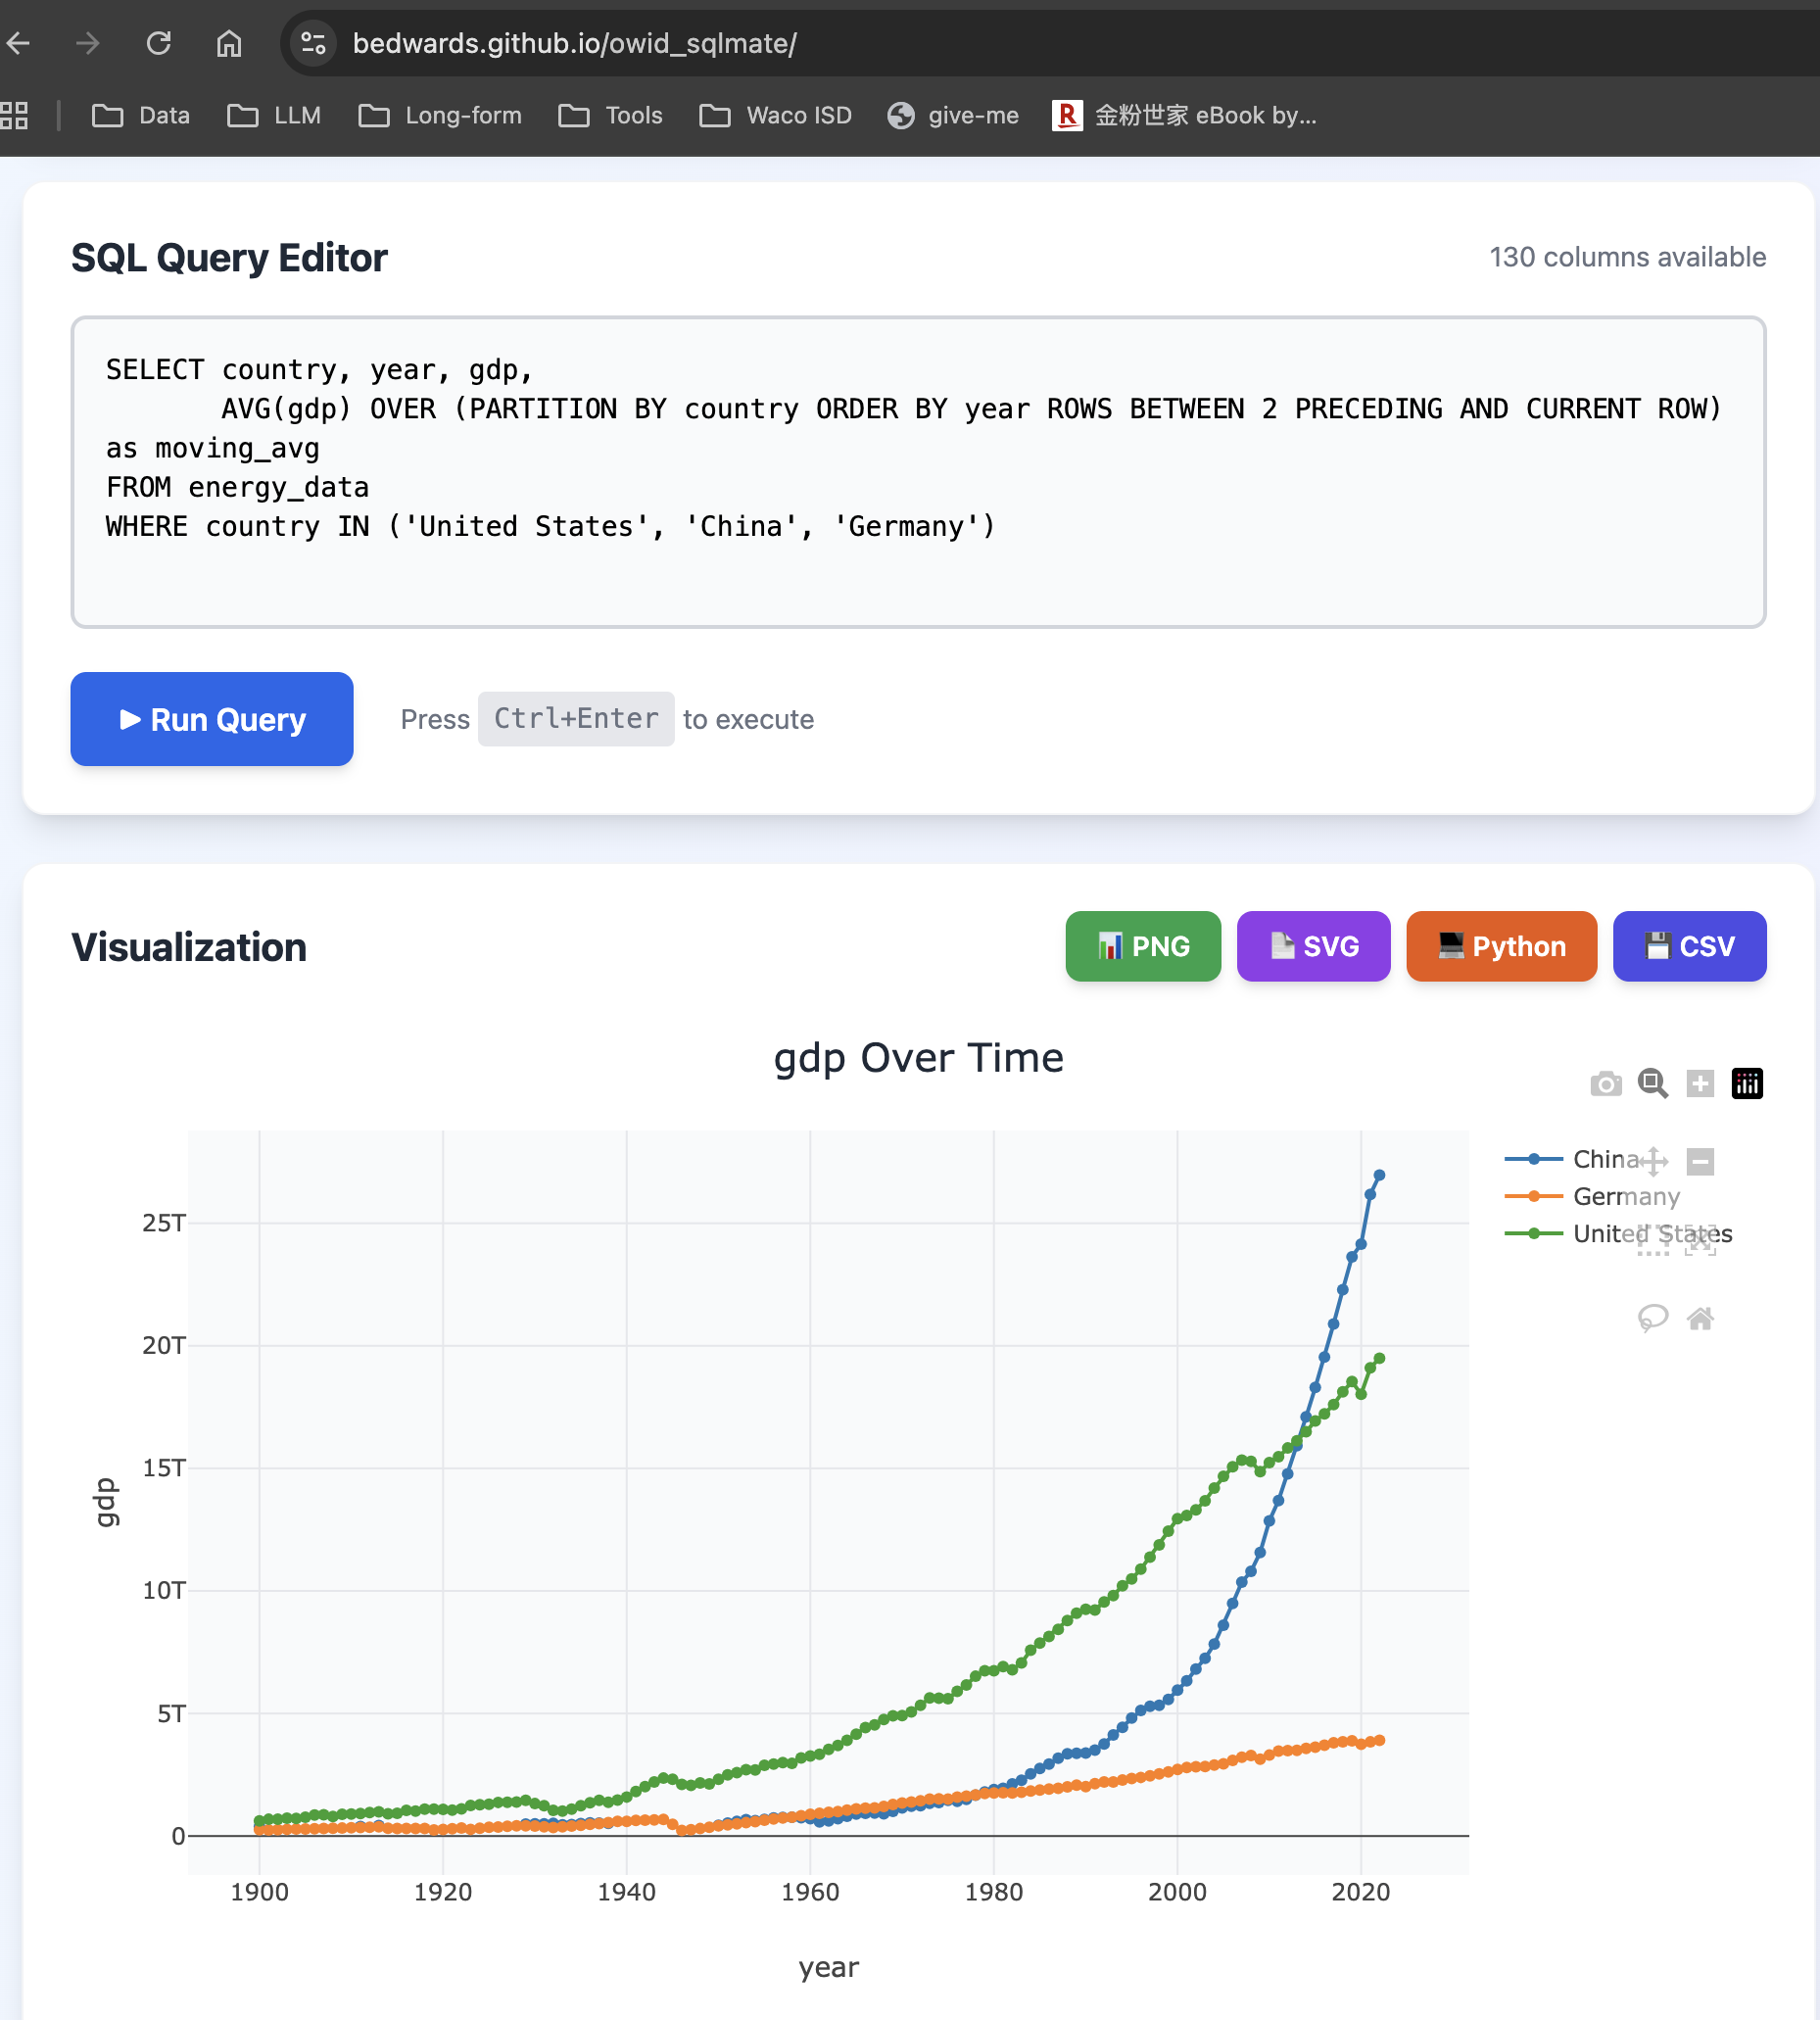 bedwards.github.io/owid_sqlmate/
Data LLM Long-form Tools Waco ISD give-me R 金粉世家 eBook by...
SQL Query Editor
130 columns available
SELECT country, year, gdp,
AVG(gdp) OVER (PARTITION BY country ORDER BY year ROWS BETWEEN 2 PRECEDING AND CURRENT ROW)
as moving_avg
FROM energy_data
WHERE country IN ('United States', 'China', 'Germany')
Run Query
Press Ctrl+Enter to execute
Visualization
PNG SVG Python CSV
gdp Over Time
China
Germany
United States
25T
20T
15T
10T
5T
0
gdp
1900 1920 1940 1960 1980 2000 2020
year